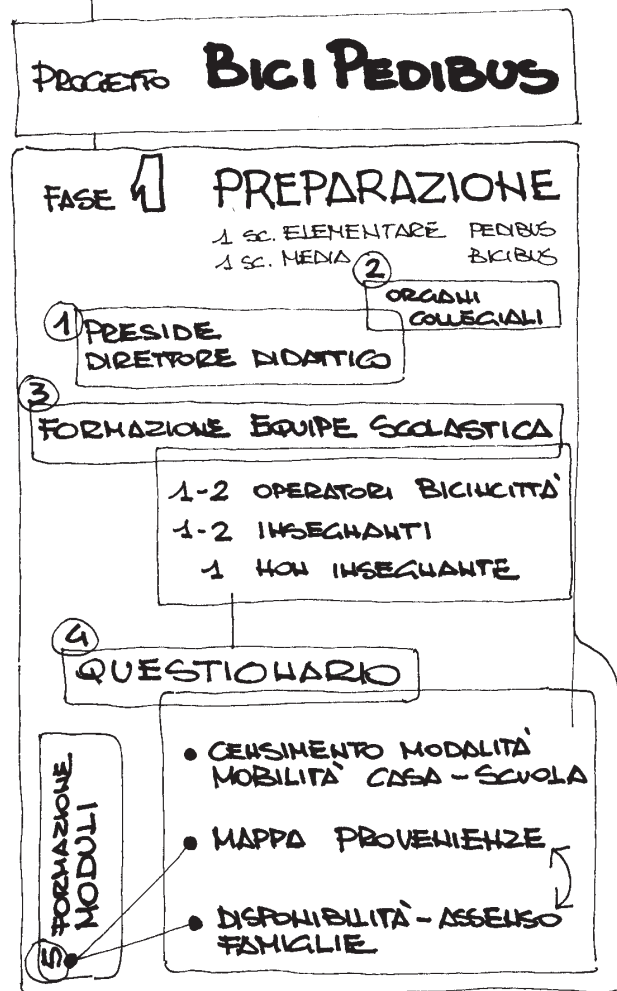 PROGETTO BICI PEDIBUS
FASE 1 PREPARAZIONE
1 SC. ELEMENTARE PEDIBUS
1 SC. MEDIA BICIBUS
2
ORGANI
COLLEGIALI
1 PRESIDE
DIRETTORE DIDATTICO
3
FORMAZIONE EQUIPE SCOLASTICA
1-2 OPERATORI BICINCITTÀ
1-2 INSEGNANTI
1 NON INSEGNANTE
4
QUESTIONARIO
• CENSIMENTO MODALITÀ
MOBILITÀ CASA - SCUOLA
• MAPPA PROVENIENZE
• DISPONIBILITÀ - ASSENSO
FAMIGLIE
5 FORMAZIONE
MODULI